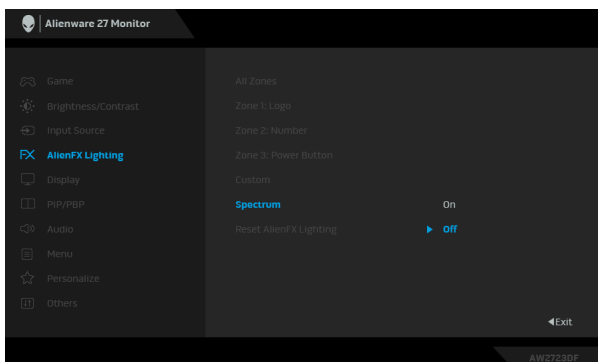 Alienware 27 Monitor
Game
Brightness/Contrast
Input Source
AlienFX Lighting
Display
PIP/PBP
Audio
Menu
Personalize
Others
All Zones
Zone 1: Logo
Zone 2: Number
Zone 3: Power Button
Custom
Spectrum On
Reset AlienFX Lighting Off
Exit
AW2723DF